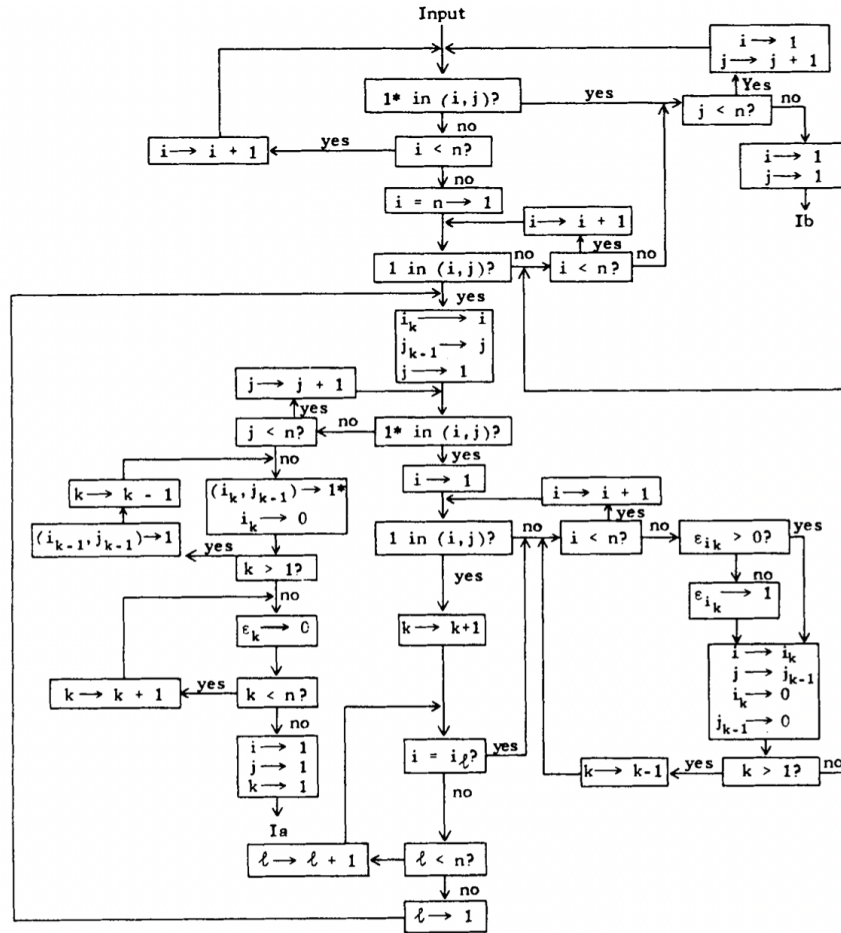 Input
i → 1
j → j + 1
Yes
1* in (i,j)?
yes
j < n?
no
no
i → i + 1
yes
i < n?
i → 1
j → 1
no
i = n → 1
i → i + 1
Ib
yes
1 in (i,j)?
no
i < n?
no
yes
i_k → i
j_{k-1} → j
j → 1
j → j + 1
yes
j < n?
no
1* in (i,j)?
no
yes
k → k - 1
(i_k, j_{k-1}) → 1*
i_k → 0
i → 1
i → i + 1
yes
(i_{k-1}, j_{k-1}) → 1
yes
k > 1?
1 in (i,j)?
no
i < n?
no
ε_{i_k} > 0?
yes
no
yes
no
ε_k → 0
k → k+1
ε_{i_k} → 1
i → i_k
j → j_{k-1}
i_k → 0
j_{k-1} → 0
k → k + 1
yes
k < n?
no
i → 1
j → 1
k → 1
i = i_ℓ?
yes
k → k-1
yes
k > 1?
no
no
Ia
ℓ → ℓ + 1
ℓ < n?
no
ℓ → 1